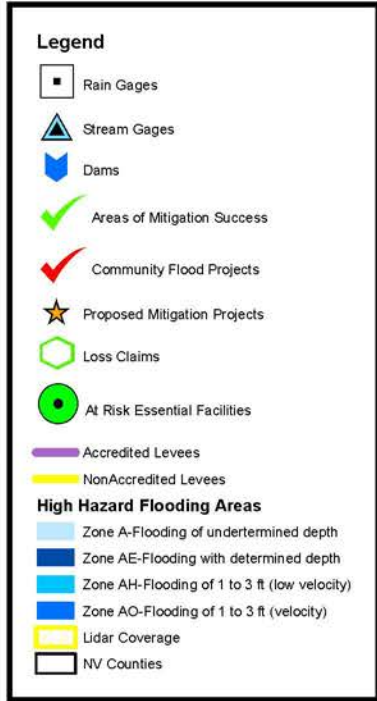 Legend
Rain Gages
Stream Gages
Dams
Areas of Mitigation Success
Community Flood Projects
Proposed Mitigation Projects
Loss Claims
At Risk Essential Facilities
Accredited Levees
NonAccredited Levees
High Hazard Flooding Areas
Zone A-Flooding of undertermined depth
Zone AE-Flooding with determined depth
Zone AH-Flooding of 1 to 3 ft (low velocity)
Zone AO-Flooding of 1 to 3 ft (velocity)
Lidar Coverage
NV Counties